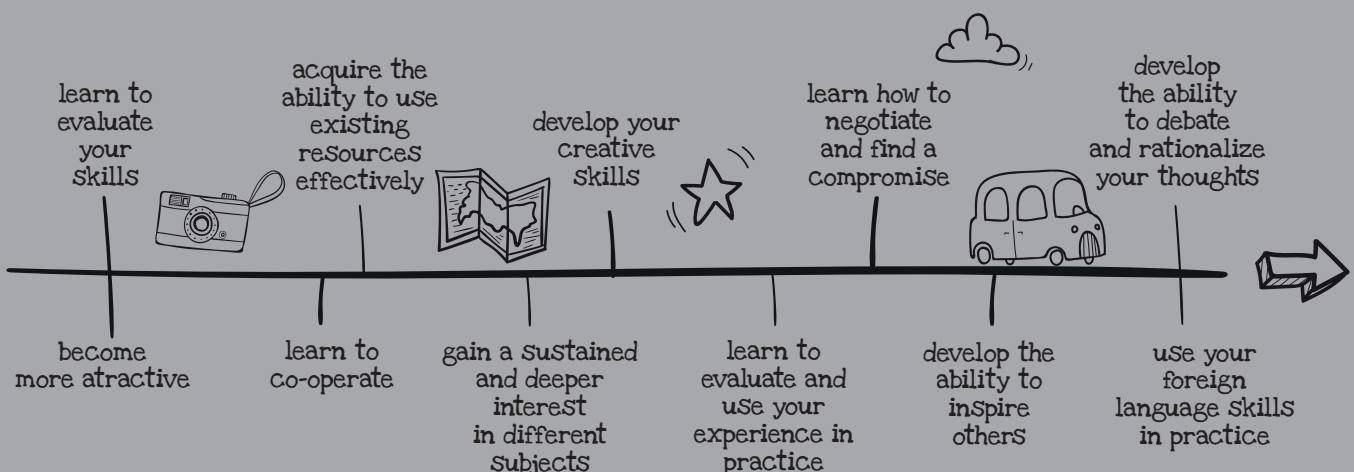 learn to
evaluate
your
skills
acquire the
ability to use
existing
resources
effectively
develop your
creative
skills
learn how to
negotiate
and find a
compromise
develop
the ability
to debate
and rationalize
your thoughts
become
more atractive
learn to
co-operate
gain a sustained
and deeper
interest
in different
subjects
learn to
evaluate and
use your
experience in
practice
develop the
ability to
inspire
others
use your
foreign
language skills
in practice